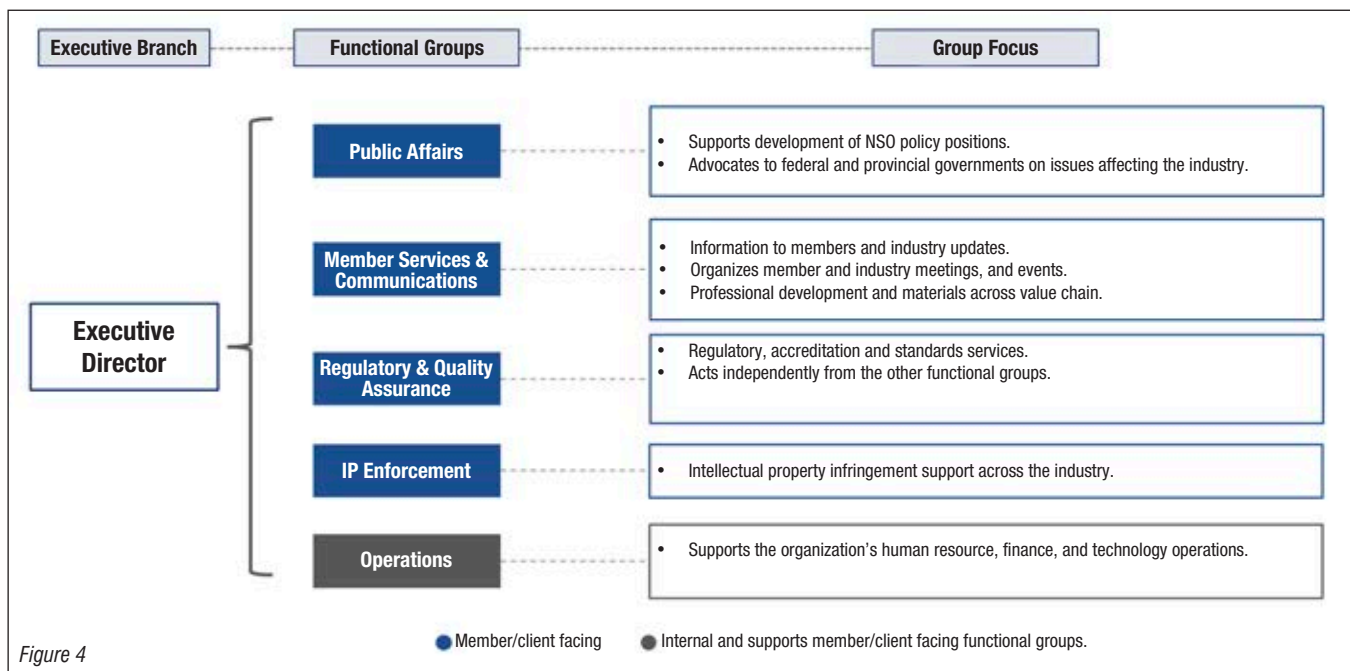 Executive Branch
Functional Groups
Group Focus
Public Affairs
• Supports development of NSO policy positions.
• Advocates to federal and provincial governments on issues affecting the industry.
Member Services &
Communications
• Information to members and industry updates.
• Organizes member and industry meetings, and events.
• Professional development and materials across value chain.
Executive
Director
Regulatory & Quality
Assurance
• Regulatory, accreditation and standards services.
• Acts independently from the other functional groups.
IP Enforcement
• Intellectual property infringement support across the industry.
Operations
• Supports the organization’s human resource, finance, and technology operations.
Member/client facing
Internal and supports member/client facing functional groups.
Figure 4